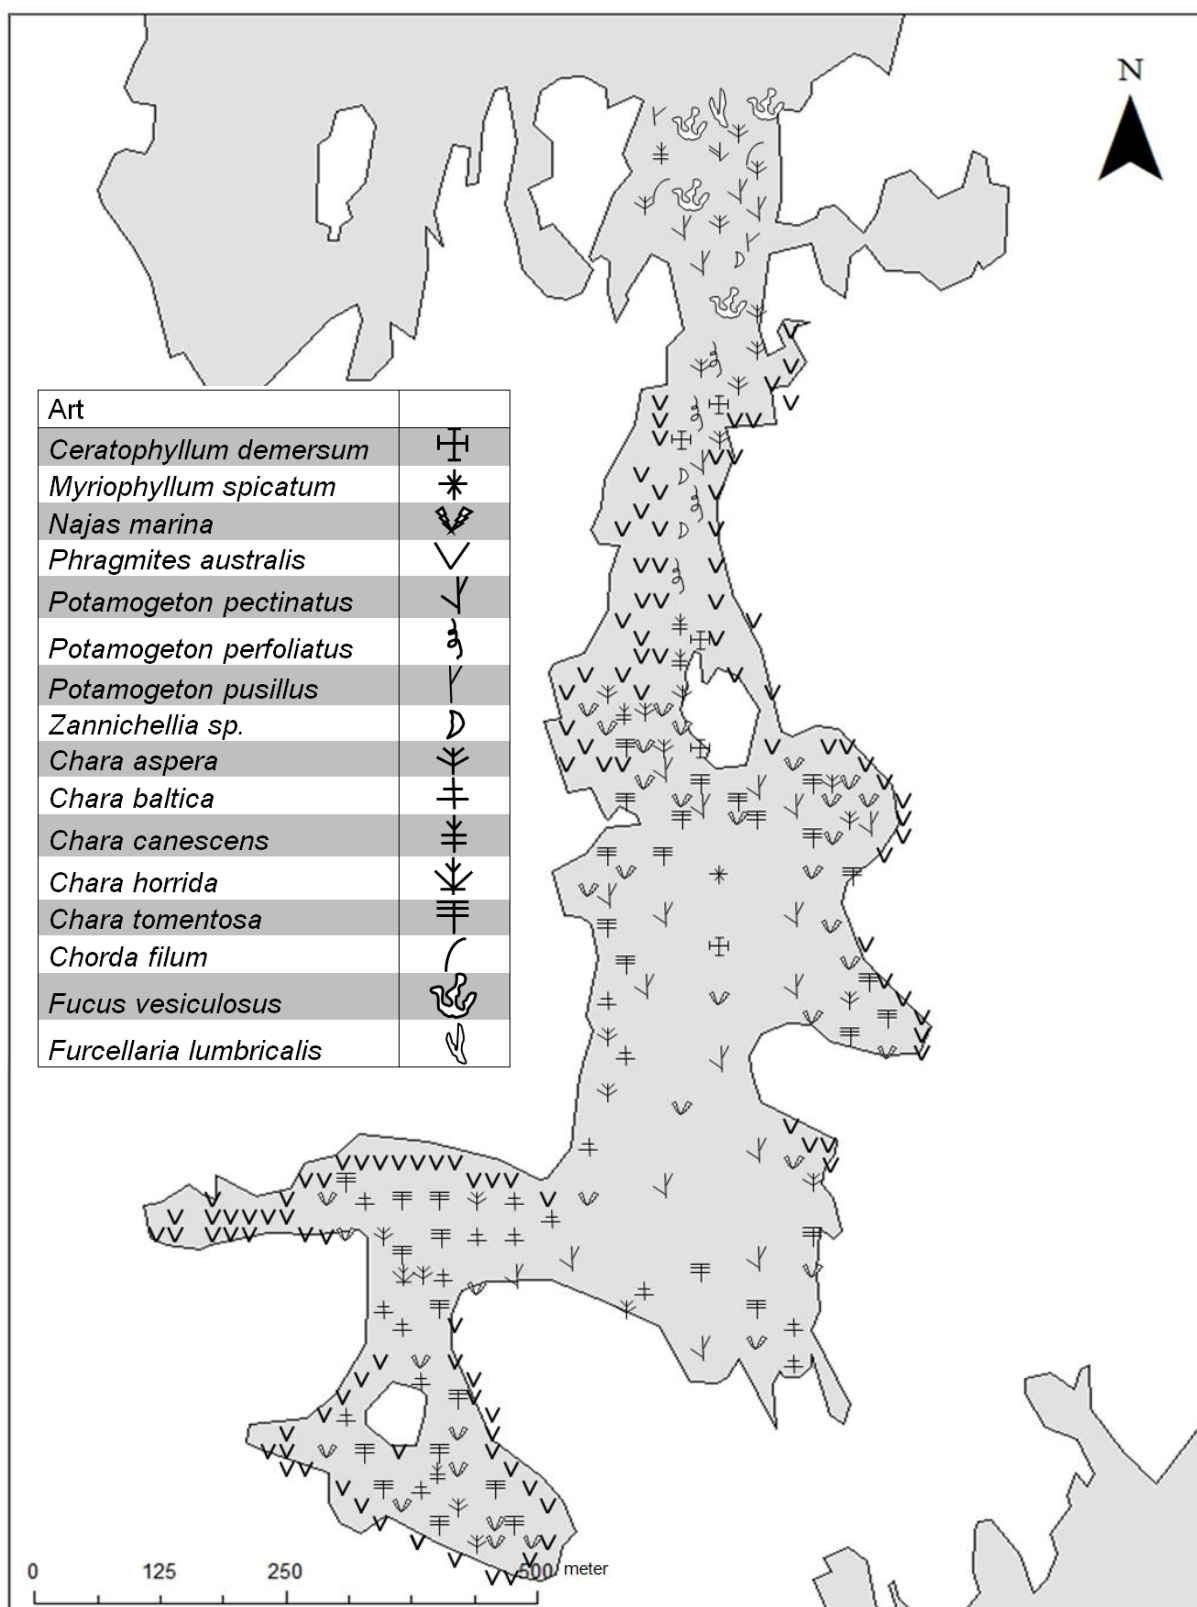 N
Art
Ceratophyllum demersum
Myriophyllum spicatum
Najas marina
Phragmites australis
Potamogeton pectinatus
Potamogeton perfoliatus
Potamogeton pusillus
Zannichellia sp.
Chara aspera
Chara baltica
Chara canescens
Chara horrida
Chara tomentosa
Chorda filum
Fucus vesiculosus
Furcellaria lumbricalis
0 125 250 500 meter